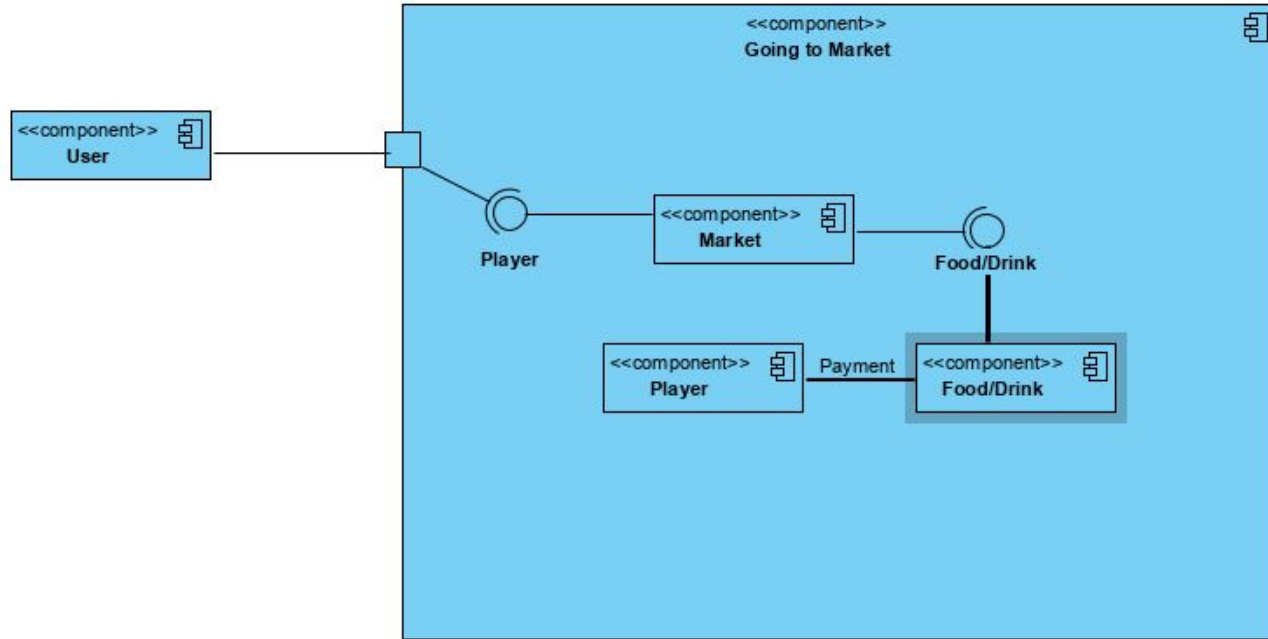 <<component>>
Going to Market
<<component>>
User
<<component>>
Market
Player
Food/Drink
<<component>>
Player
Payment
<<component>>
Food/Drink